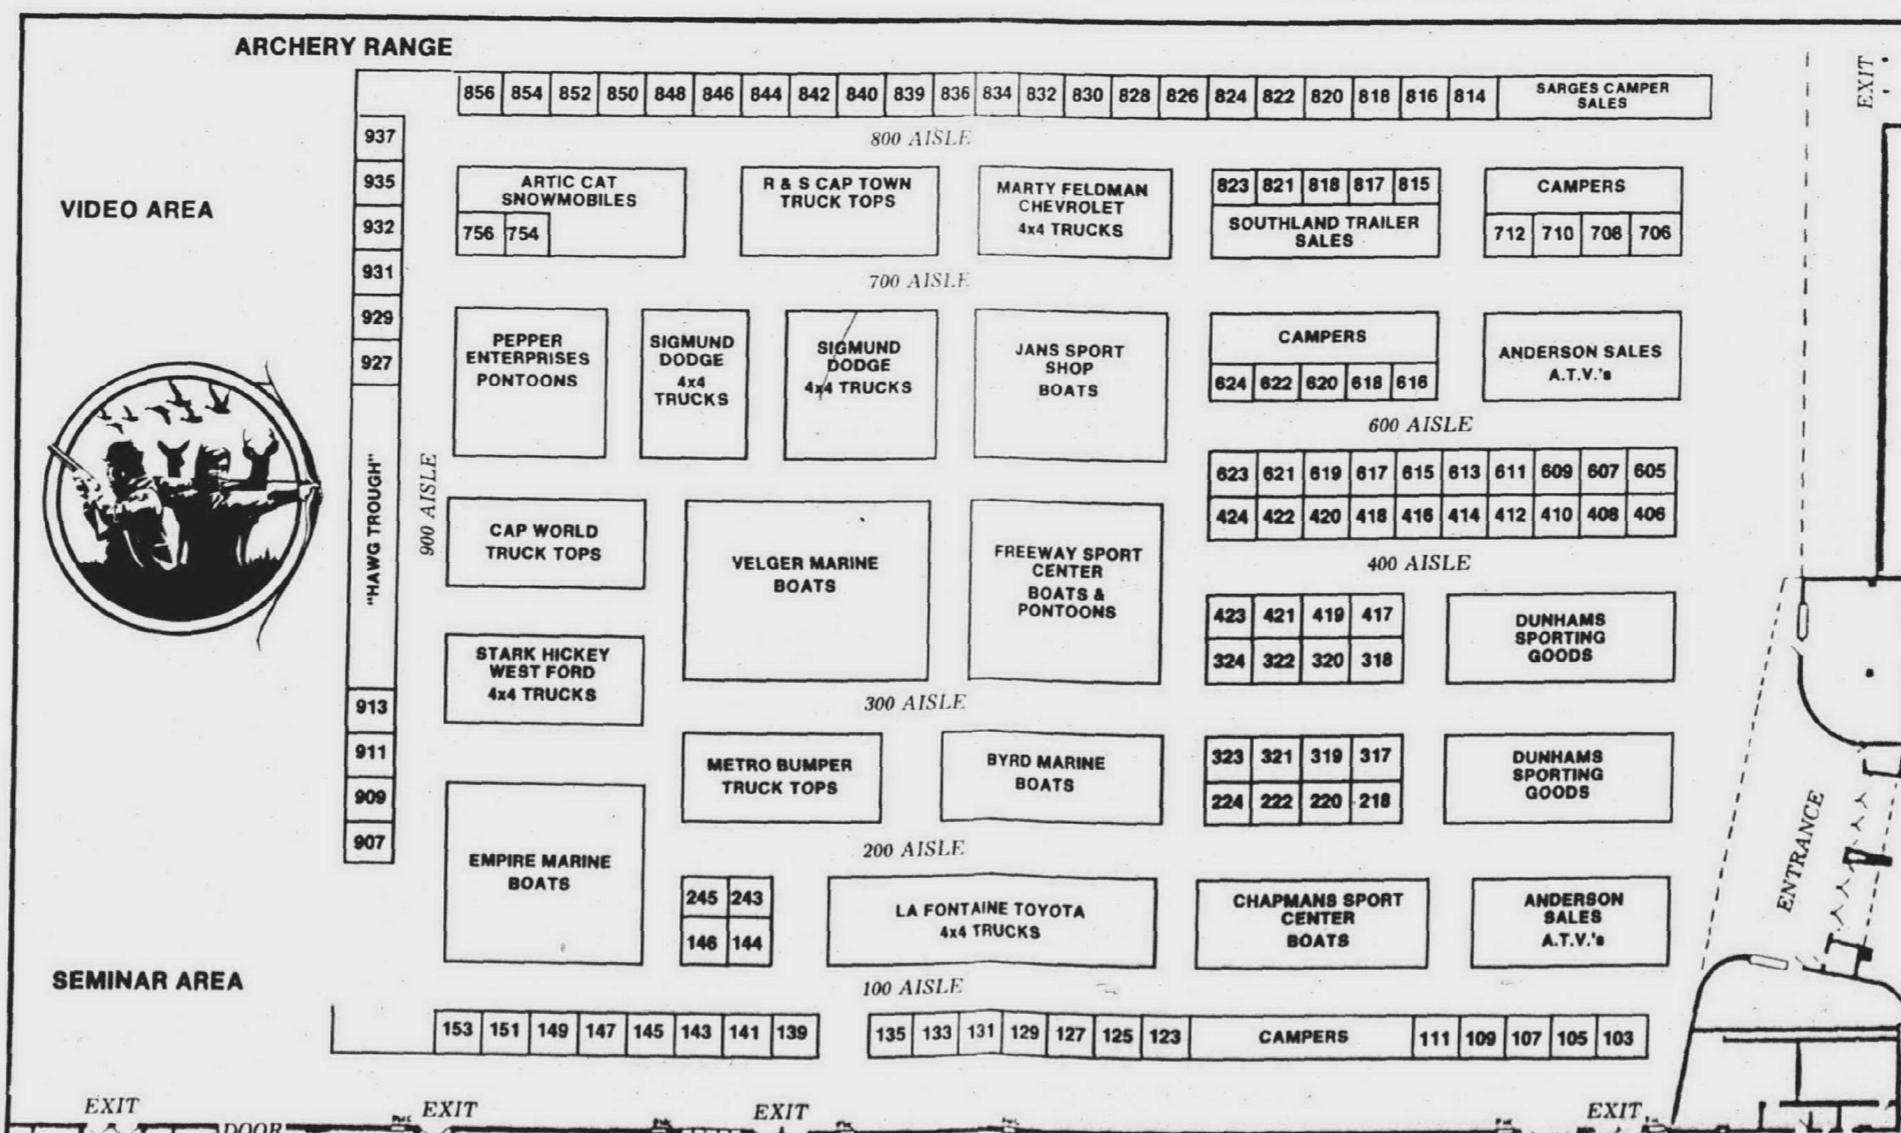 ARCHERY RANGE
EXIT
856 854 852 850 848 846 844 842 840 839 836 834 832 830 828 826 824 822 820 818 816 814
SARGES CAMPER
SALES
800 AISLE
937
935
932
931
929
927
"HAWG TROUGH"
913
911
909
907
900 AISLE
VIDEO AREA
ARTIC CAT
SNOWMOBILES
756 754
R & S CAP TOWN
TRUCK TOPS
MARTY FELDMAN
CHEVROLET
4x4 TRUCKS
823 821 818 817 815
SOUTHLAND TRAILER
SALES
CAMPERS
712 710 708 706
700 AISLE
PEPPER
ENTERPRISES
PONTOONS
SIGMUND
DODGE
4x4
TRUCKS
SIGMUND
DODGE
4x4 TRUCKS
JANS SPORT
SHOP
BOATS
CAMPERS
624 622 620 618 616
ANDERSON SALES
A.T.V.'s
600 AISLE
623 621 619 617 615 613 611 609 607 605
424 422 420 418 416 414 412 410 408 406
400 AISLE
CAP WORLD
TRUCK TOPS
VELGER MARINE
BOATS
FREEWAY SPORT
CENTER
BOATS &
PONTOONS
423 421 419 417
324 322 320 318
DUNHAMS
SPORTING
GOODS
STARK HICKEY
WEST FORD
4x4 TRUCKS
300 AISLE
METRO BUMPER
TRUCK TOPS
BYRD MARINE
BOATS
323 321 319 317
224 222 220 218
DUNHAMS
SPORTING
GOODS
ENTRANCE
200 AISLE
EMPIRE MARINE
BOATS
245 243
146 144
LA FONTAINE TOYOTA
4x4 TRUCKS
CHAPMANS SPORT
CENTER
BOATS
ANDERSON
SALES
A.T.V.'s
SEMINAR AREA
100 AISLE
153 151 149 147 145 143 141 139
135 133 131 129 127 125 123
CAMPERS
111 109 107 105 103
EXIT
EXIT
EXIT
EXIT
DOOR